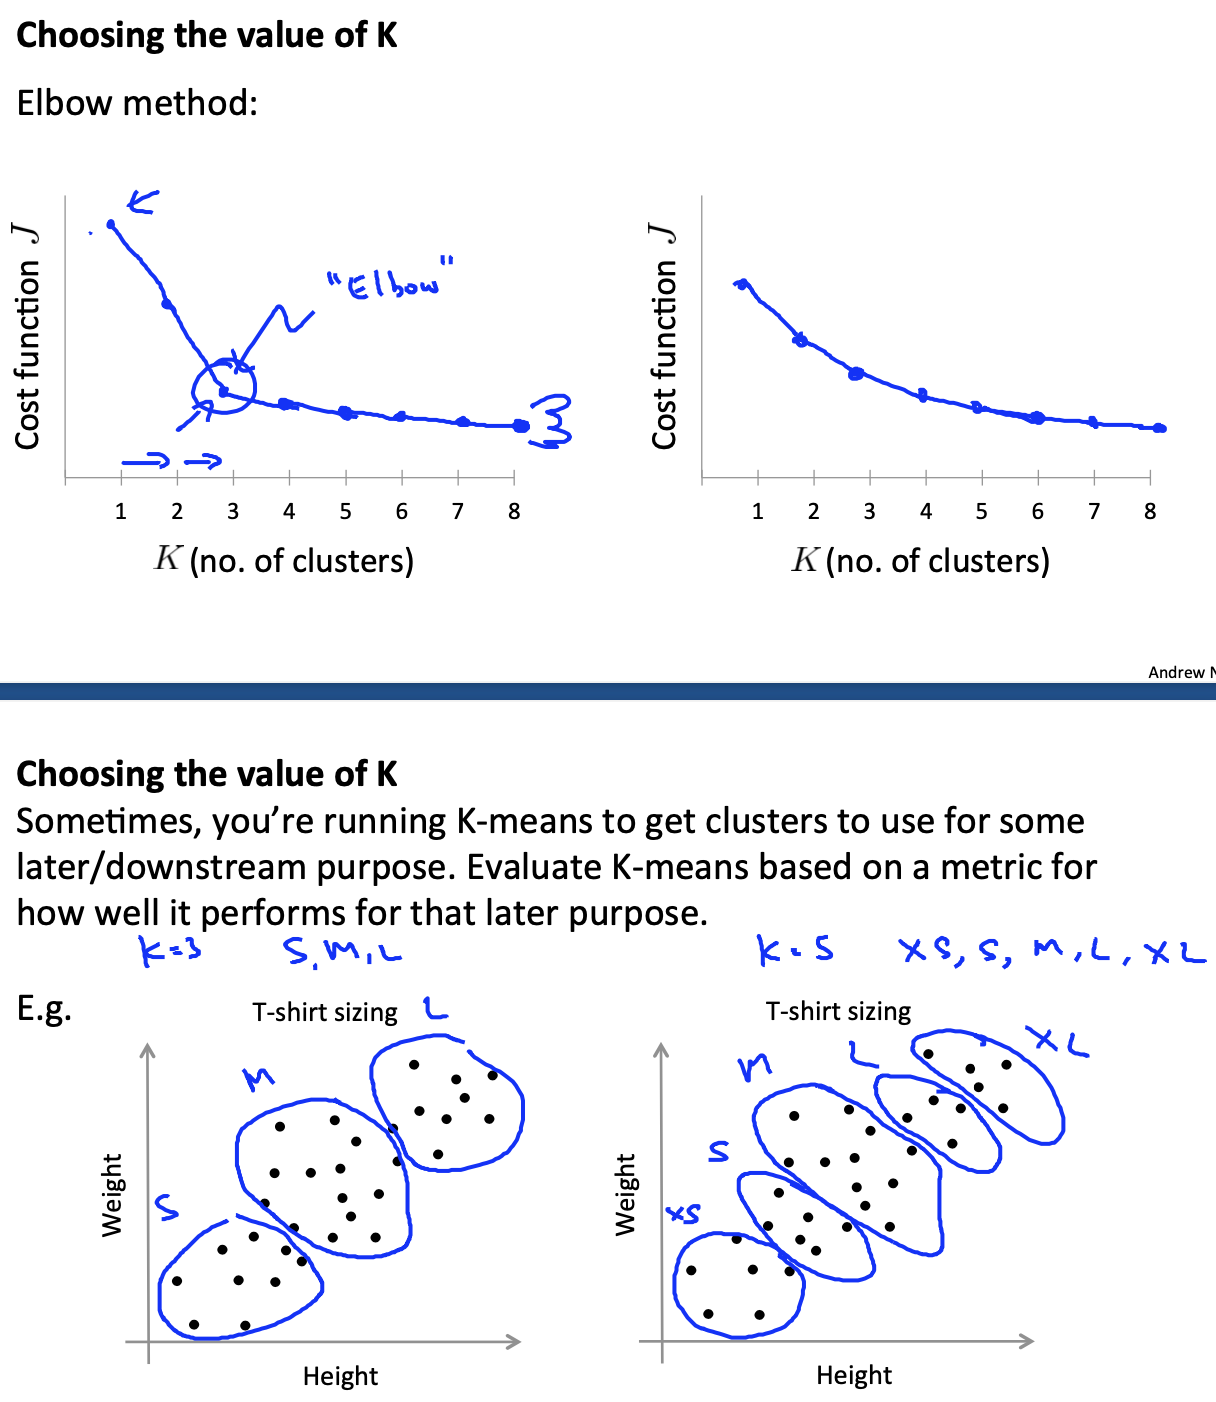 Choosing the value of K
Elbow method:
Cost function J
"Elbow"
1 2 3 4 5 6 7 8
K (no. of clusters)
Cost function J
1 2 3 4 5 6 7 8
K (no. of clusters)
Andrew N
Choosing the value of K
Sometimes, you're running K-means to get clusters to use for some
later/downstream purpose. Evaluate K-means based on a metric for
how well it performs for that later purpose.
K=3 S, M, L
K=5 XS, S, M, L, XL
E.g.
T-shirt sizing
L
M
S
Weight
Height
T-shirt sizing
XL
L
M
S
XS
Weight
Height